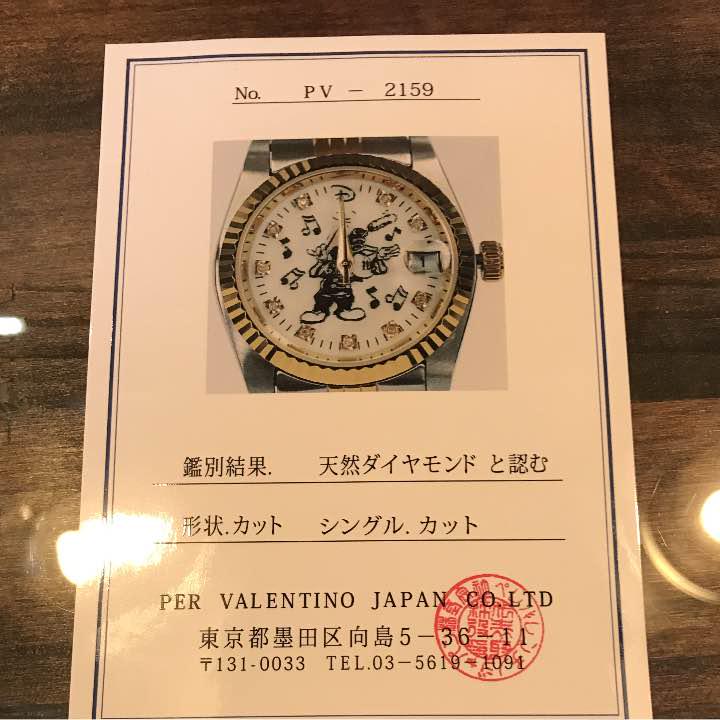 No. PV － 2159
鑑別結果. 天然ダイヤモンド と認む
形状.カット シングル.カット
PER VALENTINO JAPAN CO.LTD
東京都墨田区向島5－36－11
〒131-0033 TEL.03－5619－1091